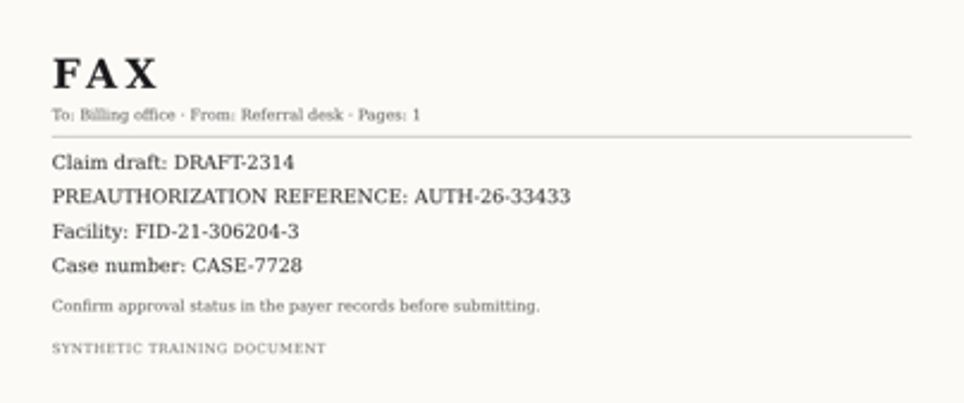 FAX
To: Billing office · From: Referral desk · Pages: 1
Claim draft: DRAFT-2314
PREAUTHORIZATION REFERENCE: AUTH-26-33433
Facility: FID-21-306204-3
Case number: CASE-7728
Confirm approval status in the payer records before submitting.
SYNTHETIC TRAINING DOCUMENT